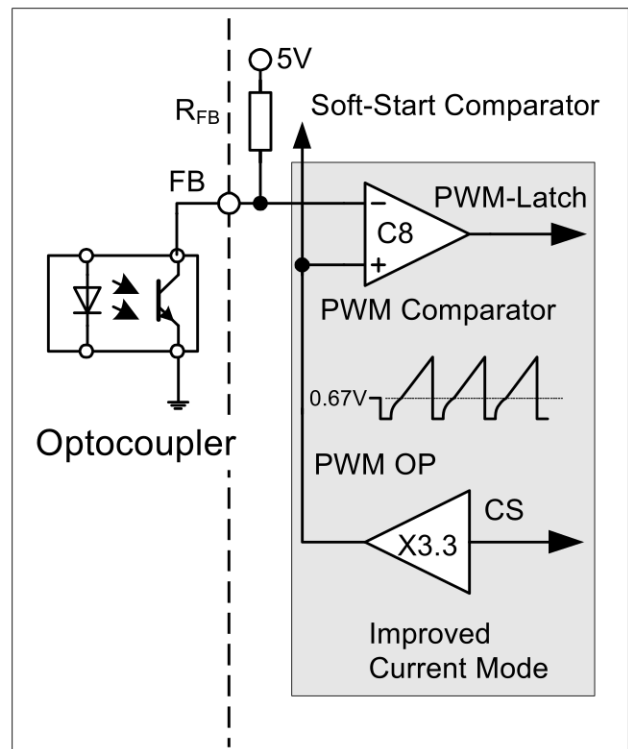 5V
RFB
Soft-Start Comparator
FB
PWM-Latch
−
C8
+
PWM Comparator
0.67V
Optocoupler
PWM OP
CS
X3.3
Improved
Current Mode